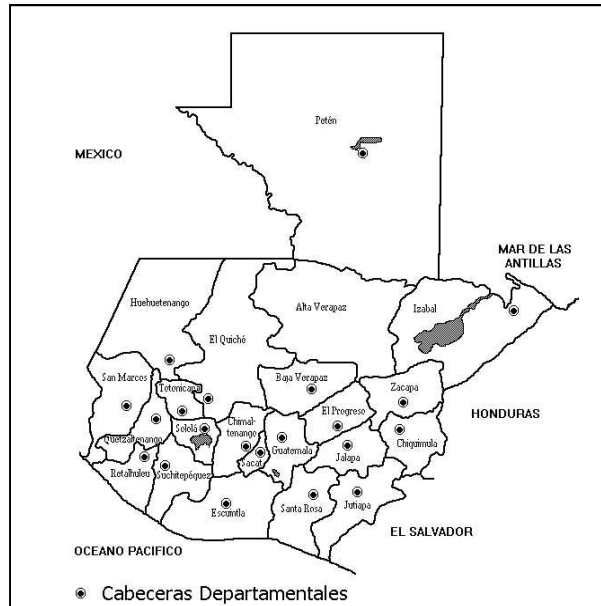 Petén
MEXICO
MAR DE LAS
ANTILLAS
Huehuetenango
Alta Verapaz
Izabal
El Quiché
San Marcos
Totonicapa
Baja Verapaz
Zacapa
El Progreso
HONDURAS
Sololá
Chimal-
tenango
Quetzaltenango
Guatemala
Chiquimula
Sacat
Jalapa
Retalhuleu
Suchitepéquez
Escuintla
Santa Rosa
Jutiapa
EL SALVADOR
OCEANO PACIFICO
Cabeceras Departamentales